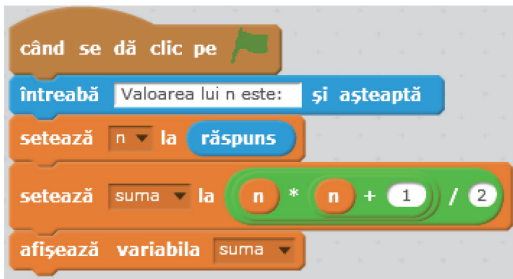 când se dă clic pe
întreabă Valoarea lui n este: și așteaptă
setează n la răspuns
setează suma la n * n + 1 / 2
afișează variabila suma